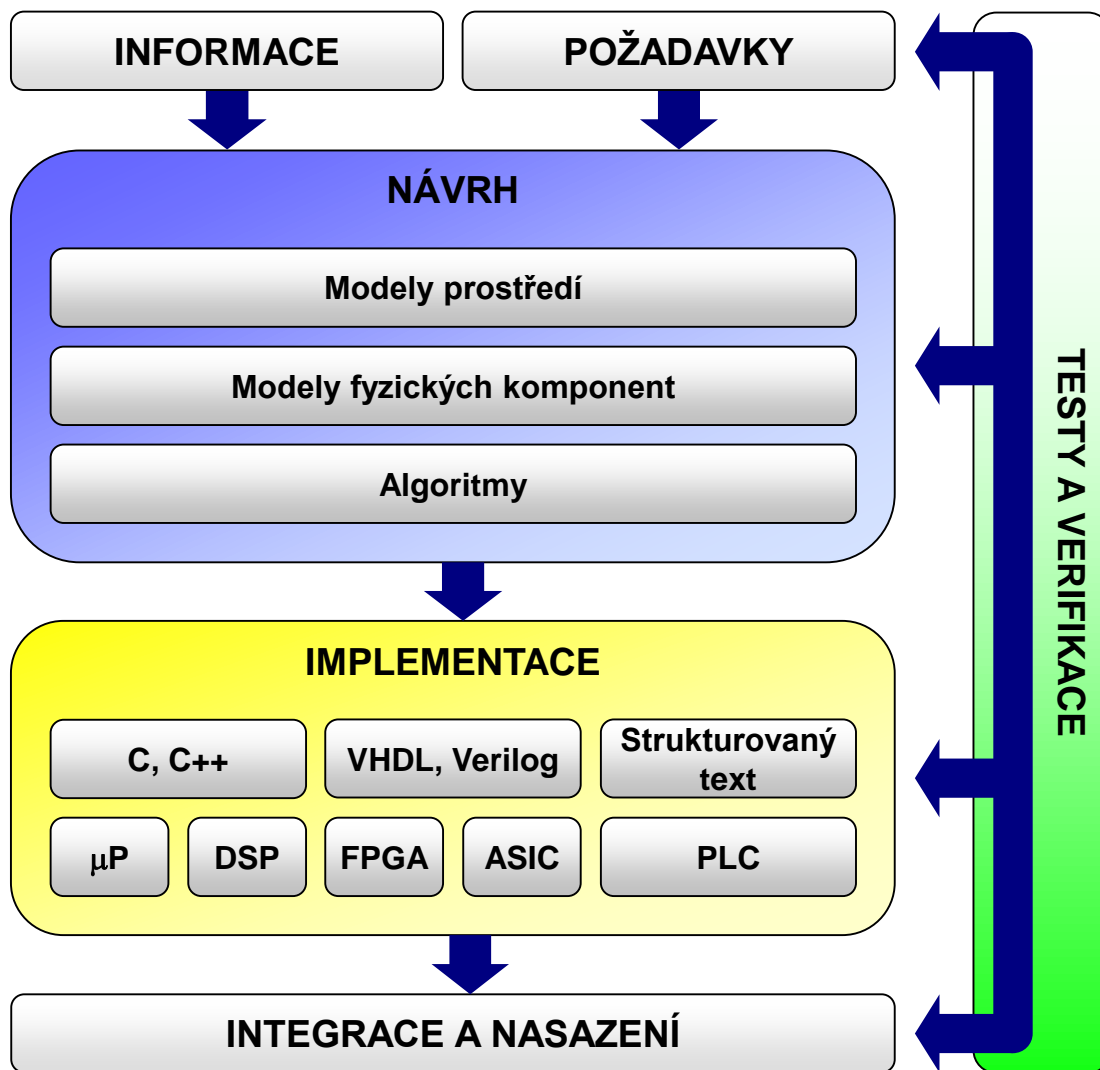 INFORMACE
POŽADAVKY
NÁVRH
Modely prostředí
Modely fyzických komponent
Algoritmy
IMPLEMENTACE
C, C++
VHDL, Verilog
Strukturovaný
text
μP
DSP
FPGA
ASIC
PLC
INTEGRACE A NASAZENÍ
TESTY A VERIFIKACE